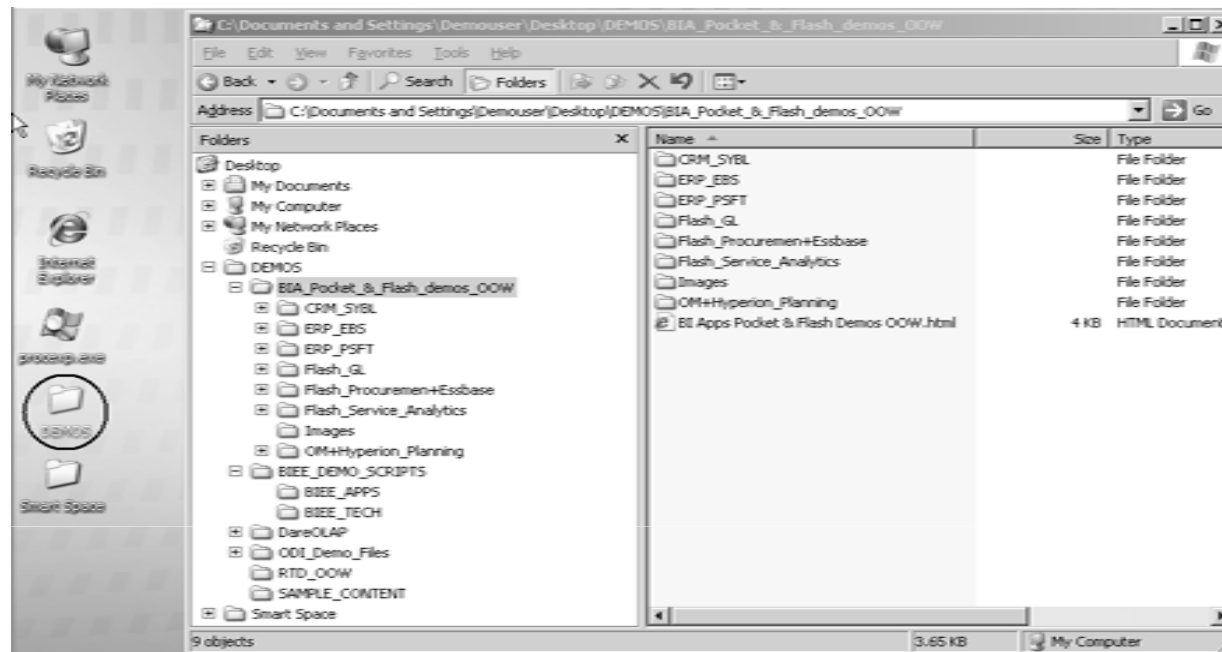 My Network
Places
Recycle Bin
Internet
Explorer
procexp.exe
DEMOS
Smart Space
C:\Documents and Settings\Demouser\Desktop\DEMOS\BIA_Pocket_&_Flash_demos_OOW
File Edit View Favorites Tools Help
Back Search Folders
Address C:\Documents and Settings\Demouser\Desktop\DEMOS\BIA_Pocket_&_Flash_demos_OOW Go
Folders x
Desktop
My Documents
My Computer
My Network Places
Recycle Bin
DEMOS
BIA_Pocket_&_Flash_demos_OOW
CRM_SYBL
ERP_EBS
ERP_PSFT
Flash_GL
Flash_Procuremen+Essbase
Flash_Service_Analytics
Images
OM+Hyperion_Planning
BIEE_DEMO_SCRIPTS
BIEE_APPS
BIEE_TECH
DareOLAP
ODI_Demo_Files
RTD_OOW
SAMPLE_CONTENT
Smart Space
Name Size Type
CRM_SYBL File Folder
ERP_EBS File Folder
ERP_PSFT File Folder
Flash_GL File Folder
Flash_Procuremen+Essbase File Folder
Flash_Service_Analytics File Folder
Images File Folder
OM+Hyperion_Planning File Folder
BI Apps Pocket & Flash Demos OOW.html 4 KB HTML Document
9 objects 3.65 KB My Computer